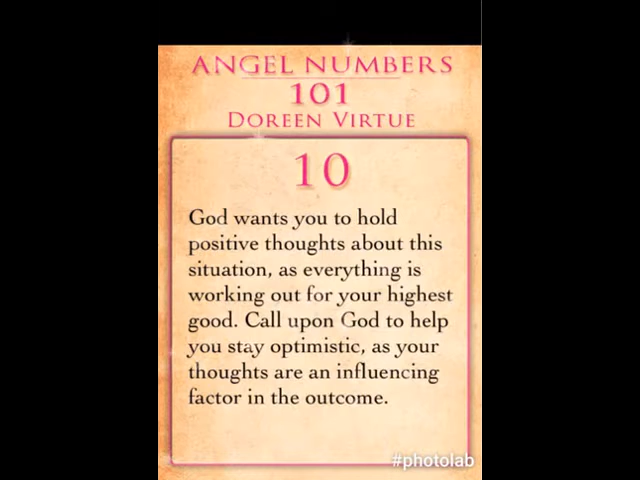 ANGEL NUMBERS
101
DOREEN VIRTUE
10
God wants you to hold
positive thoughts about this
situation, as everything is
working out for your highest
good. Call upon God to help
you stay optimistic, as your
thoughts are an influencing
factor in the outcome.
#photolab